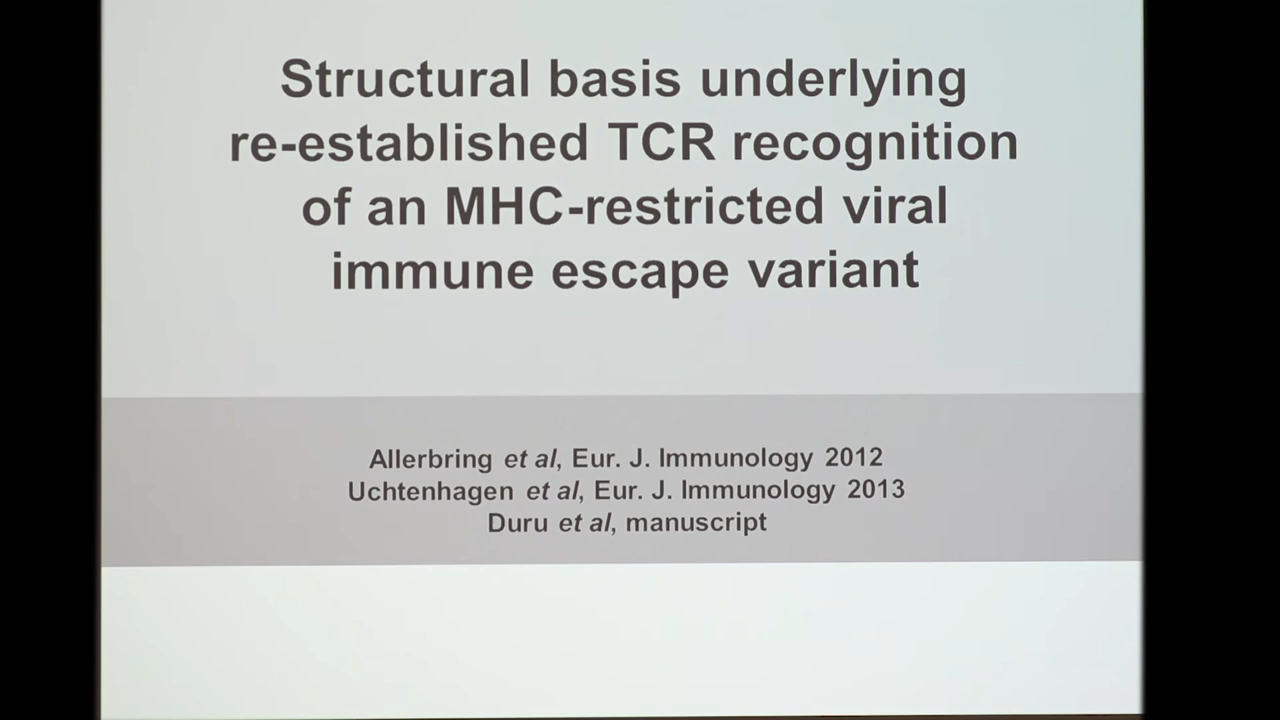 Structural basis underlying
re-established TCR recognition
of an MHC-restricted viral
immune escape variant
Allerbring et al, Eur. J. Immunology 2012
Uchtenhagen et al, Eur. J. Immunology 2013
Duru et al, manuscript